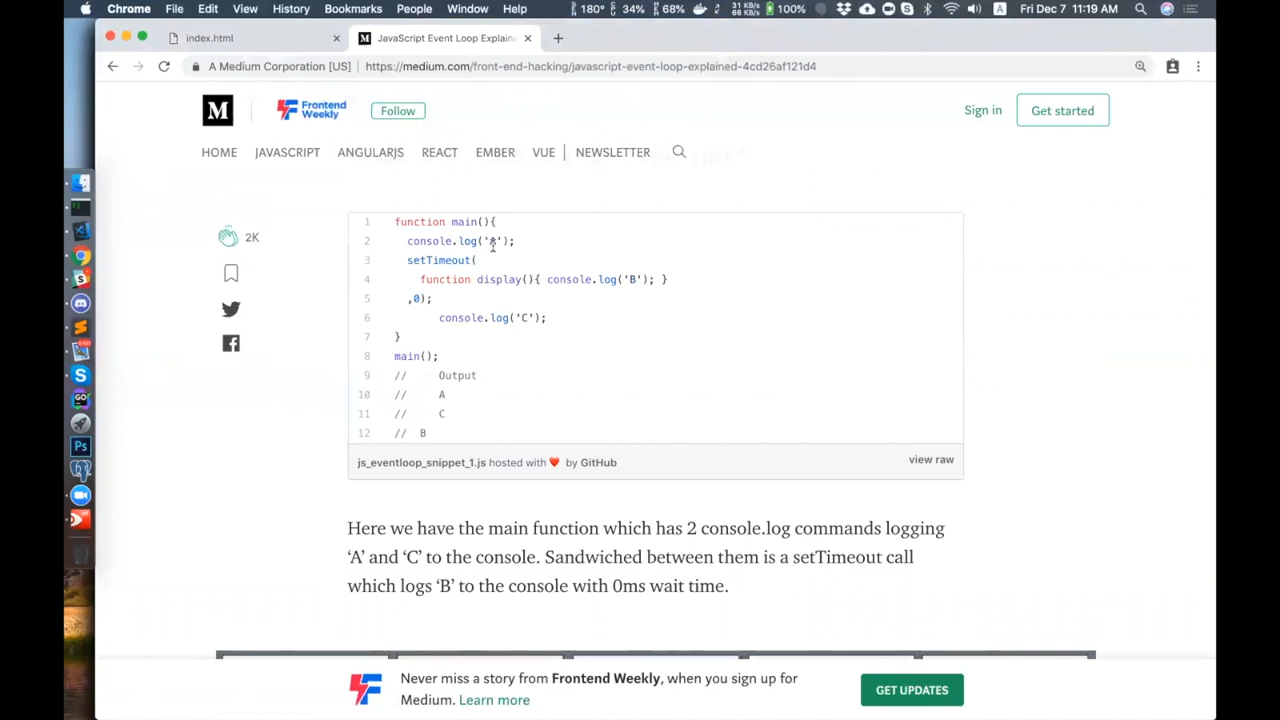 Chrome File Edit View History Bookmarks People Window Help 180° 34% 68% 31 KB 66 KB 100% A Fri Dec 7 11:19 AM
index.html
JavaScript Event Loop Explain
A Medium Corporation [US] | https://medium.com/front-end-hacking/javascript-event-loop-explained-4cd26af121d4
M Frontend Weekly Follow Sign in Get started
HOME JAVASCRIPT ANGULARJS REACT EMBER VUE NEWSLETTER
2K
1 function main(){
2 console.log('A');
3 setTimeout(
4 function display(){ console.log('B'); }
5 ,0);
6 console.log('C');
7 }
8 main();
9 // Output
10 // A
11 // C
12 // B
js_eventloop_snippet_1.js hosted with ❤ by GitHub view raw
Here we have the main function which has 2 console.log commands logging
‘A’ and ‘C’ to the console. Sandwiched between them is a setTimeout call
which logs ‘B’ to the console with 0ms wait time.
Never miss a story from Frontend Weekly, when you sign up for
Medium. Learn more
GET UPDATES
GO
Ps